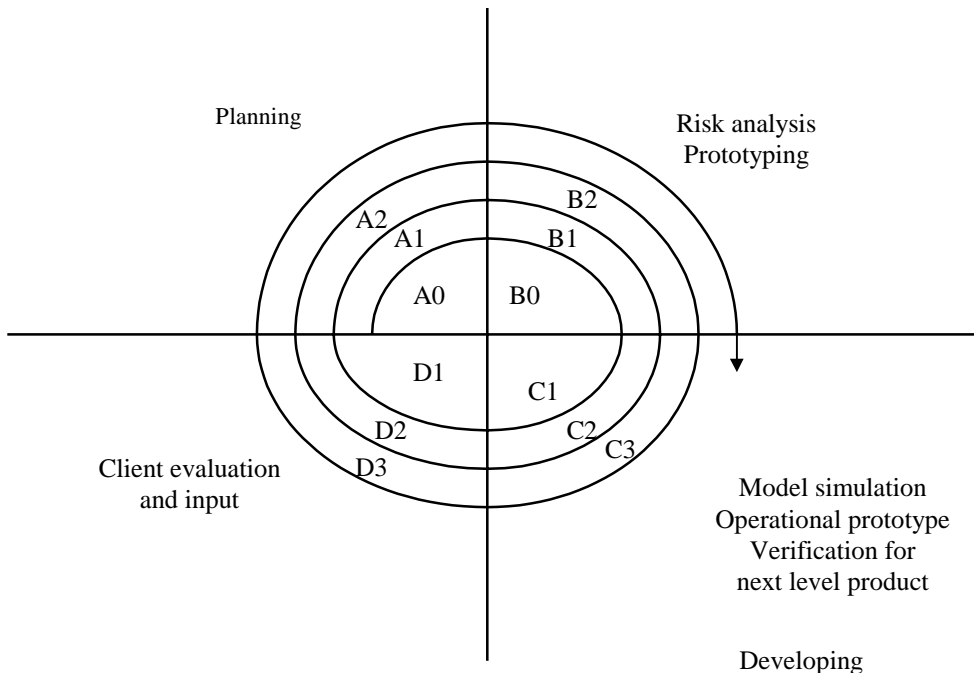 Planning
Risk analysis
Prototyping
A2
B2
A1
B1
A0
B0
D1
C1
D2
C2
D3
C3
Client evaluation
and input
Model simulation
Operational prototype
Verification for
next level product
Developing